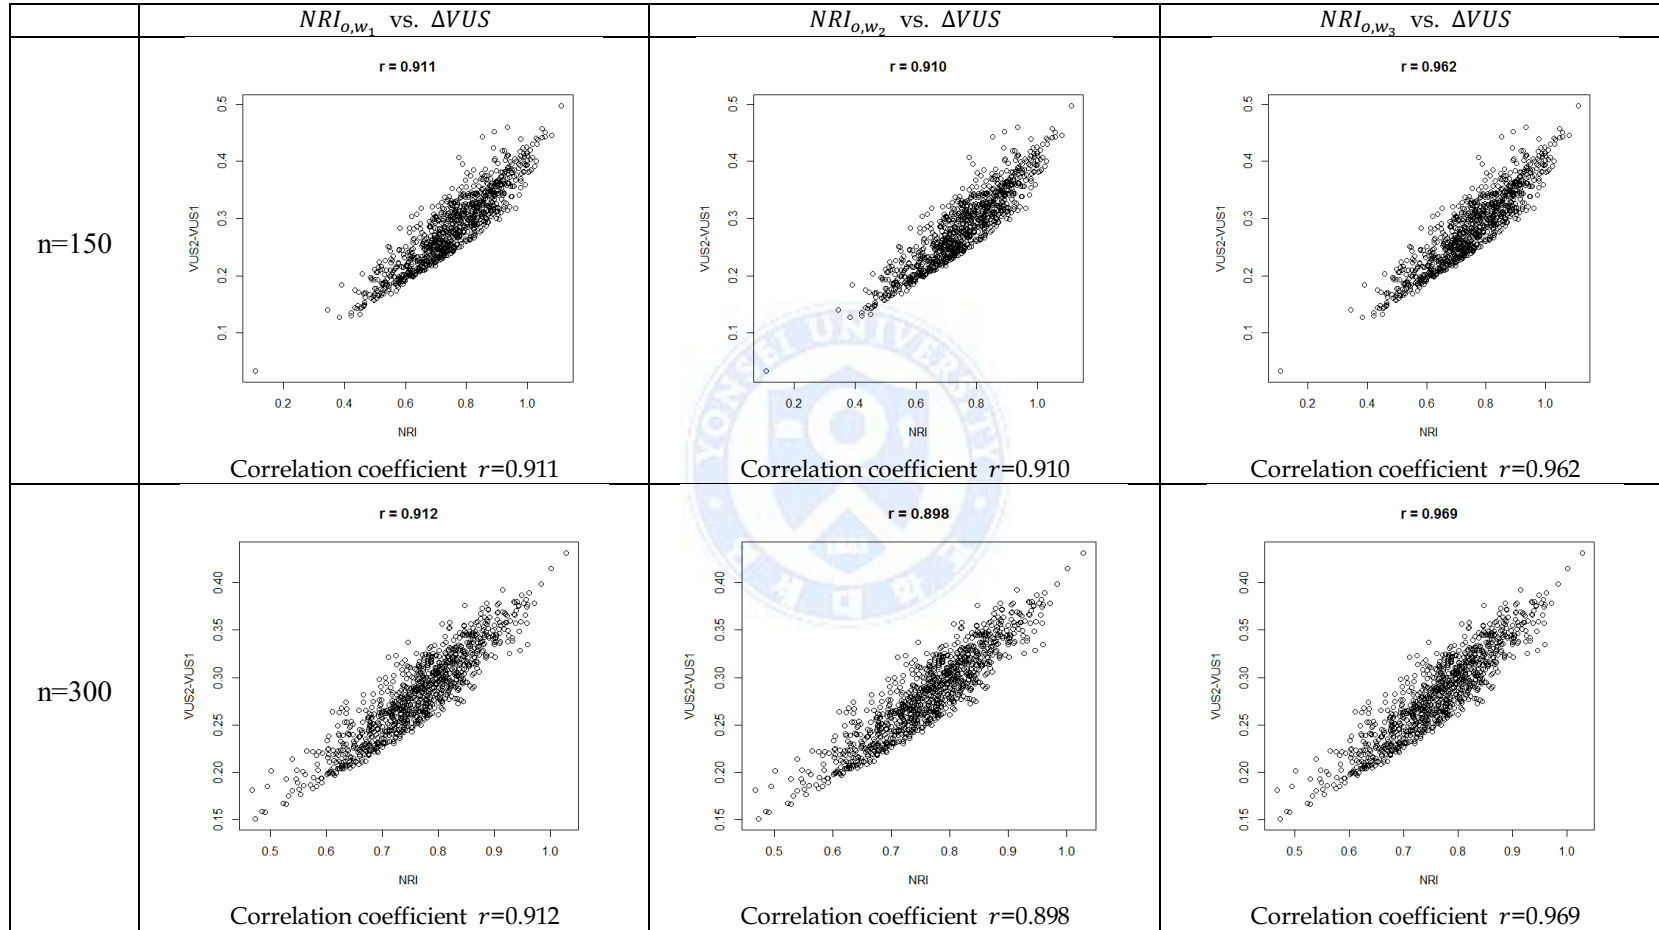 NRI_{o,w_1} vs. ΔVUS
NRI_{o,w_2} vs. ΔVUS
NRI_{o,w_3} vs. ΔVUS
n=150
r = 0.911
VUS2-VUS1
0.5
0.4
0.3
0.2
0.1
0.2 0.4 0.6 0.8 1.0
NRI
Correlation coefficient r=0.911
r = 0.910
VUS2-VUS1
0.5
0.4
0.3
0.2
0.1
0.2 0.4 0.6 0.8 1.0
NRI
Correlation coefficient r=0.910
r = 0.962
VUS2-VUS1
0.5
0.4
0.3
0.2
0.1
0.2 0.4 0.6 0.8 1.0
NRI
Correlation coefficient r=0.962
n=300
r = 0.912
VUS2-VUS1
0.40
0.35
0.30
0.25
0.20
0.15
0.5 0.6 0.7 0.8 0.9 1.0
NRI
Correlation coefficient r=0.912
r = 0.898
VUS2-VUS1
0.40
0.35
0.30
0.25
0.20
0.15
0.5 0.6 0.7 0.8 0.9 1.0
NRI
Correlation coefficient r=0.898
r = 0.969
VUS2-VUS1
0.40
0.35
0.30
0.25
0.20
0.15
0.5 0.6 0.7 0.8 0.9 1.0
NRI
Correlation coefficient r=0.969
YONSEI UNIVERSITY